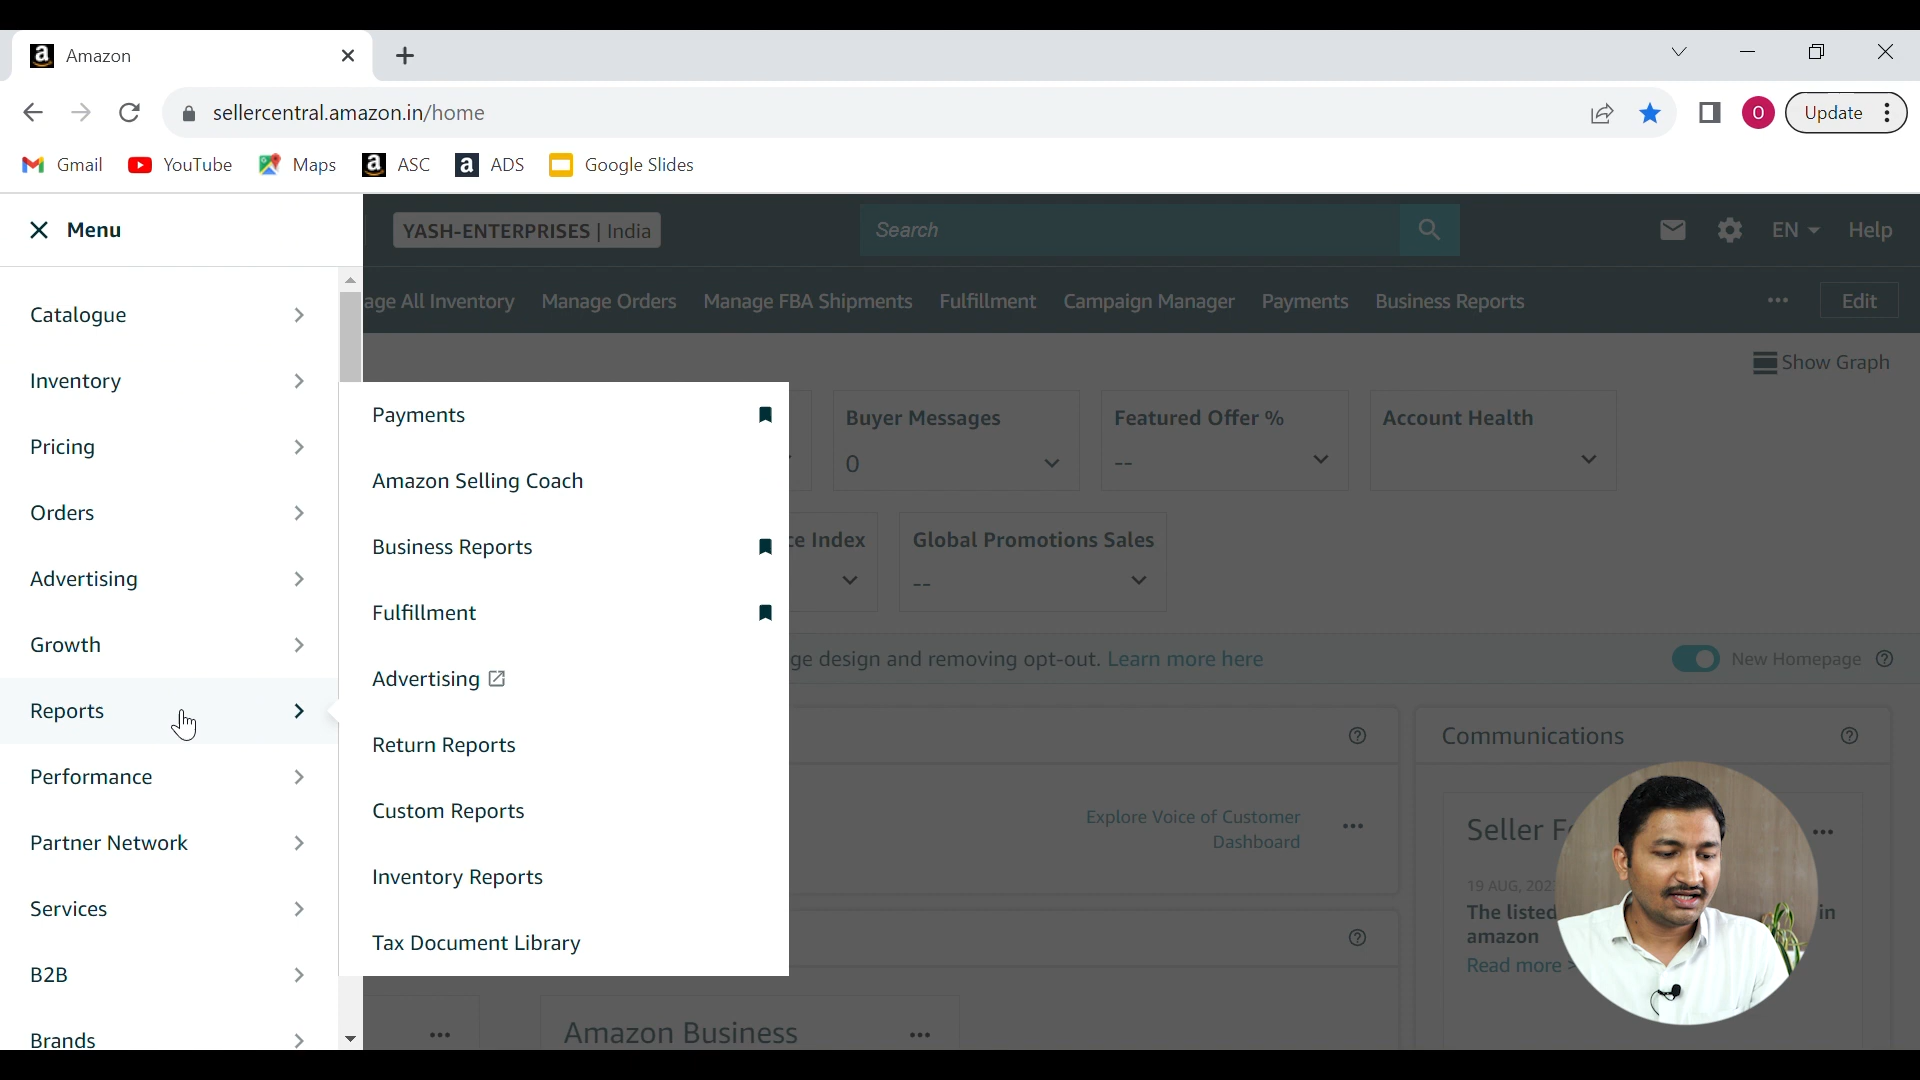 Amazon
sellercentral.amazon.in/home
Update
Gmail
YouTube
Maps
ASC
ADS
Google Slides
Menu
YASH-ENTERPRISES | India
Search
EN
Help
age All Inventory
Manage Orders
Manage FBA Shipments
Fulfillment
Campaign Manager
Payments
Business Reports
Edit
Show Graph
Catalogue
Inventory
Pricing
Orders
Advertising
Growth
Reports
Performance
Partner Network
Services
B2B
Brands
Payments
Amazon Selling Coach
Business Reports
Fulfillment
Advertising
Return Reports
Custom Reports
Inventory Reports
Tax Document Library
Buyer Messages
0
Featured Offer %
--
Account Health
ce Index
Global Promotions Sales
--
ge design and removing opt-out. Learn more here
New Homepage
Explore Voice of Customer
Dashboard
Communications
Seller F
19 AUG, 202
The listed in
amazon
Read more >
Amazon Business